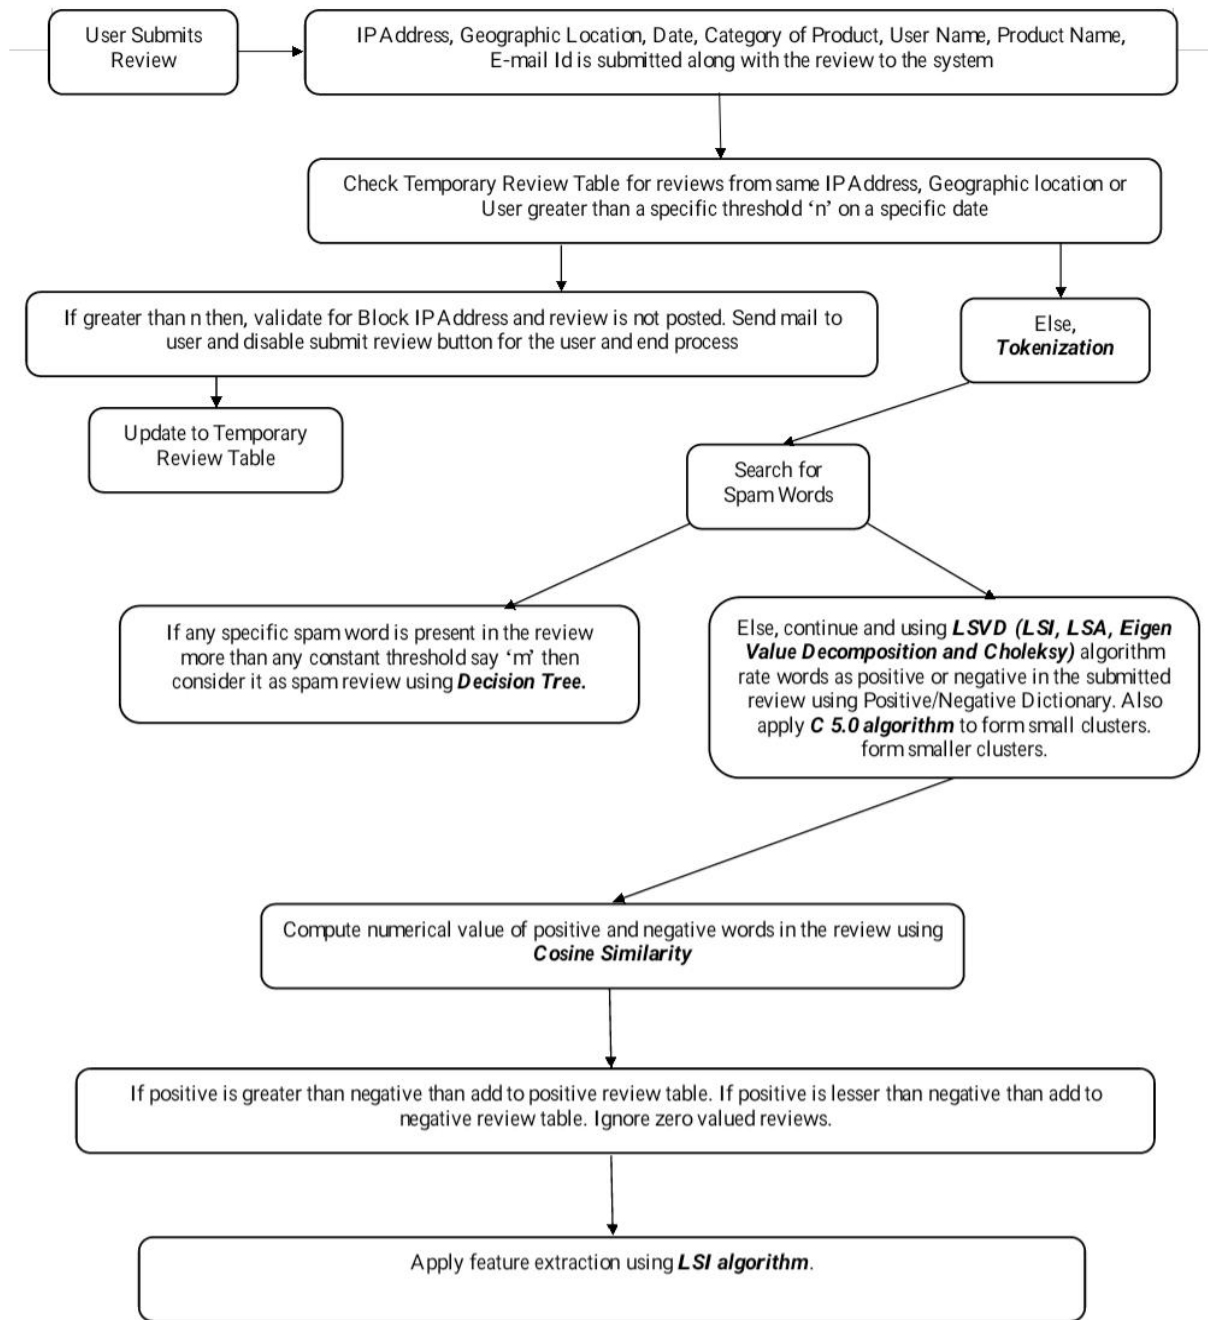 User Submits
Review
IP Address, Geographic Location, Date, Category of Product, User Name, Product Name,
E-mail Id is submitted along with the review to the system
Check Temporary Review Table for reviews from same IP Address, Geographic location or
User greater than a specific threshold ‘n’ on a specific date
If greater than n then, validate for Block IP Address and review is not posted. Send mail to
user and disable submit review button for the user and end process
Else,
Tokenization
Update to Temporary
Review Table
Search for
Spam Words
If any specific spam word is present in the review
more than any constant threshold say ‘m’ then
consider it as spam review using Decision Tree.
Else, continue and using LSVD (LSI, LSA, Eigen
Value Decomposition and Choleksy) algorithm
rate words as positive or negative in the submitted
review using Positive/Negative Dictionary. Also
apply C 5.0 algorithm to form small clusters.
form smaller clusters.
Compute numerical value of positive and negative words in the review using
Cosine Similarity
If positive is greater than negative than add to positive review table. If positive is lesser than negative than add to
negative review table. Ignore zero valued reviews.
Apply feature extraction using LSI algorithm.